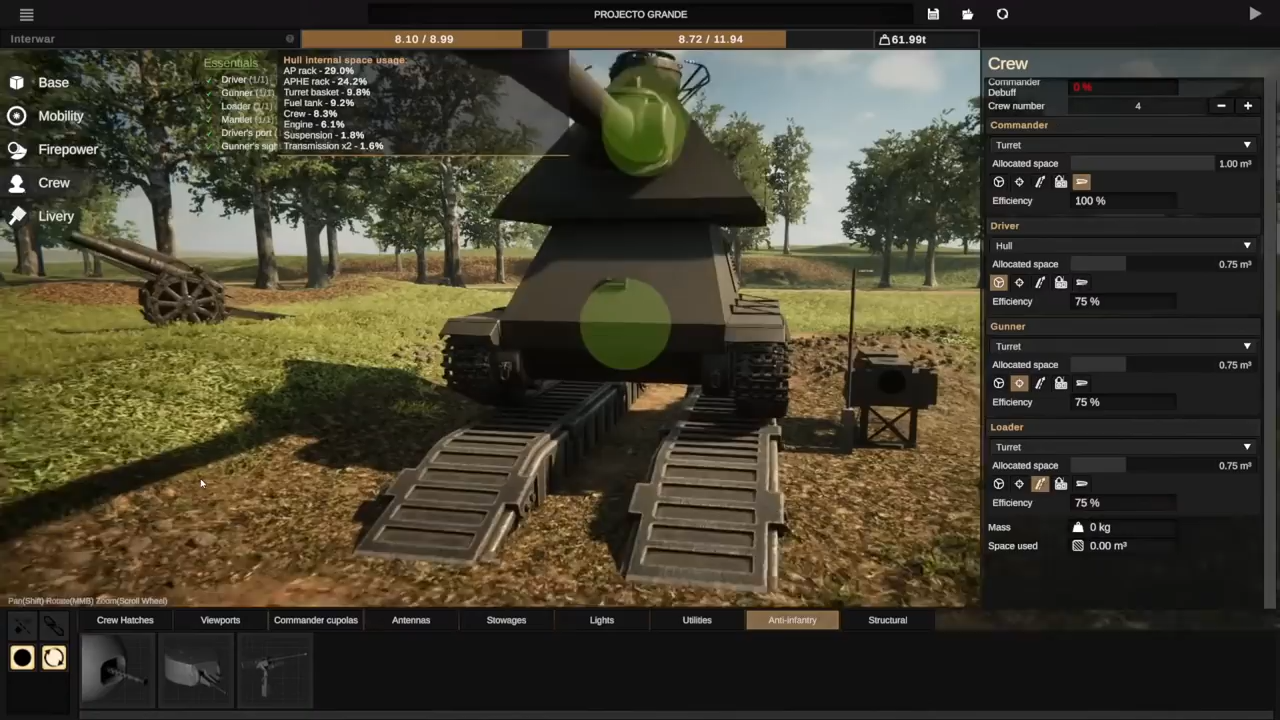 PROJECTO GRANDE
Interwar
8.10 / 8.99
8.72 / 11.94
61.99t
Base
Mobility
Firepower
Crew
Livery
Essentials
Driver (1/1)
Gunner (1/1)
Loader (1/1)
Mantlet (1/1)
Driver's port (
Gunner's sigh
Hull internal space usage:
AP rack - 29.0%
APHE rack - 24.2%
Turret basket - 9.8%
Fuel tank - 9.2%
Crew - 8.3%
Engine - 6.1%
Suspension - 1.8%
Transmission x2 - 1.6%
Crew
Commander
Debuff
0 %
Crew number
4
Commander
Turret
Allocated space
1.00 m³
Efficiency
100 %
Driver
Hull
Allocated space
0.75 m³
Efficiency
75 %
Gunner
Turret
Allocated space
0.75 m³
Efficiency
75 %
Loader
Turret
Allocated space
0.75 m³
Efficiency
75 %
Mass
0 kg
Space used
0.00 m³
Pan(Shift) Rotate(MMB) Zoom(Scroll Wheel)
Crew Hatches
Viewports
Commander cupolas
Antennas
Stowages
Lights
Utilities
Anti-infantry
Structural